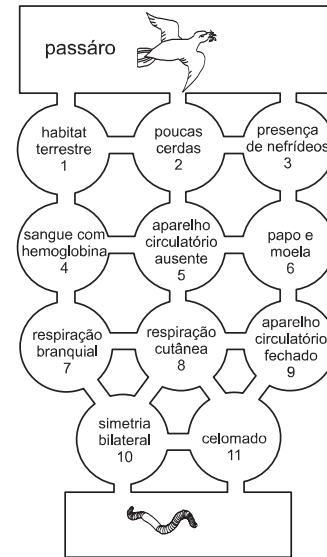 passáro
habitat
terrestre
1
poucas
cerdas
2
presença
de nefrídeos
3
sangue com
hemoglobina
4
aparelho
circulatório
ausente
5
papo e
moela
6
respiração
branquial
7
respiração
cutânea
8
aparelho
circulatório
fechado
9
simetria
bilateral
10
celomado
11